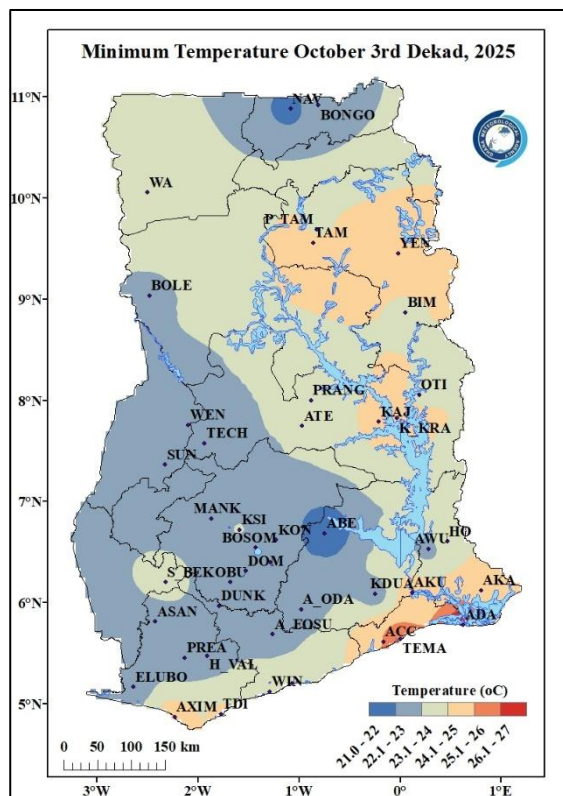 Minimum Temperature October 3rd Dekad, 2025
11°N
NAV
BONGO
WA
10°N
P_TAM
TAM
YEN
BOLE
9°N
BIM
OTI
8°N
PRANG
KAJ
ATE
K_KRA
WEN
TECH
SUN
7°N
MANK
KSI
ABE
KON
BOSOM
AWU
HO
DOM
S_BEKOBU
6°N
KDUA
AKU
AKA
DUNK
A_ODA
ASAN
ADA
ACC
PREA
TEMA
H_VAL
ELUBO
WIN
5°N
AXIM
TDI
Temperature (oC)
21.0 - 22
22.1 - 23
23.1 - 24
24.1 - 25
25.1 - 26
26.1 - 27
0 50 100 150 km
3°W 2°W 1°W 0° 1°E